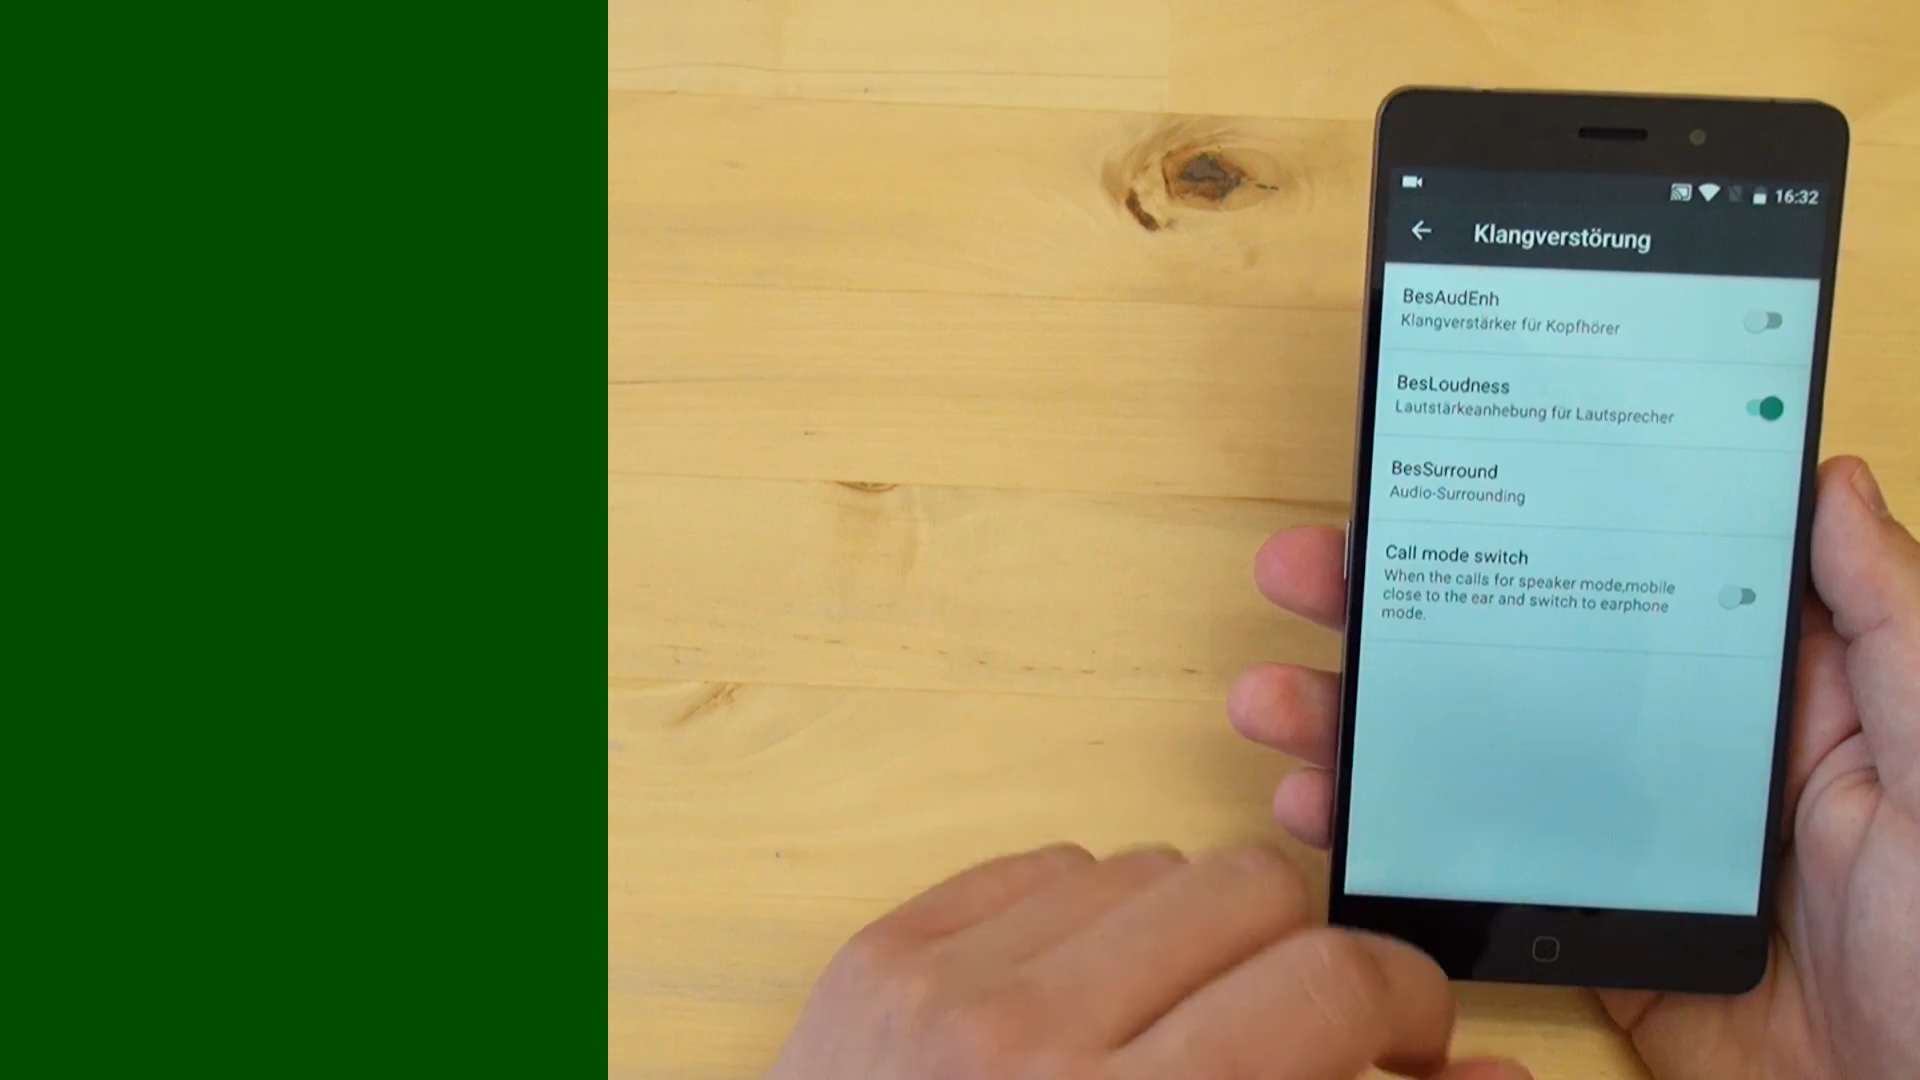 16:32
Klangverstörung
BesAudEnh
Klangverstärker für Kopfhörer
BesLoudness
Lautstärkeanhebung für Lautsprecher
BesSurround
Audio-Surrounding
Call mode switch
When the calls for speaker mode,mobile
close to the ear and switch to earphone
mode.